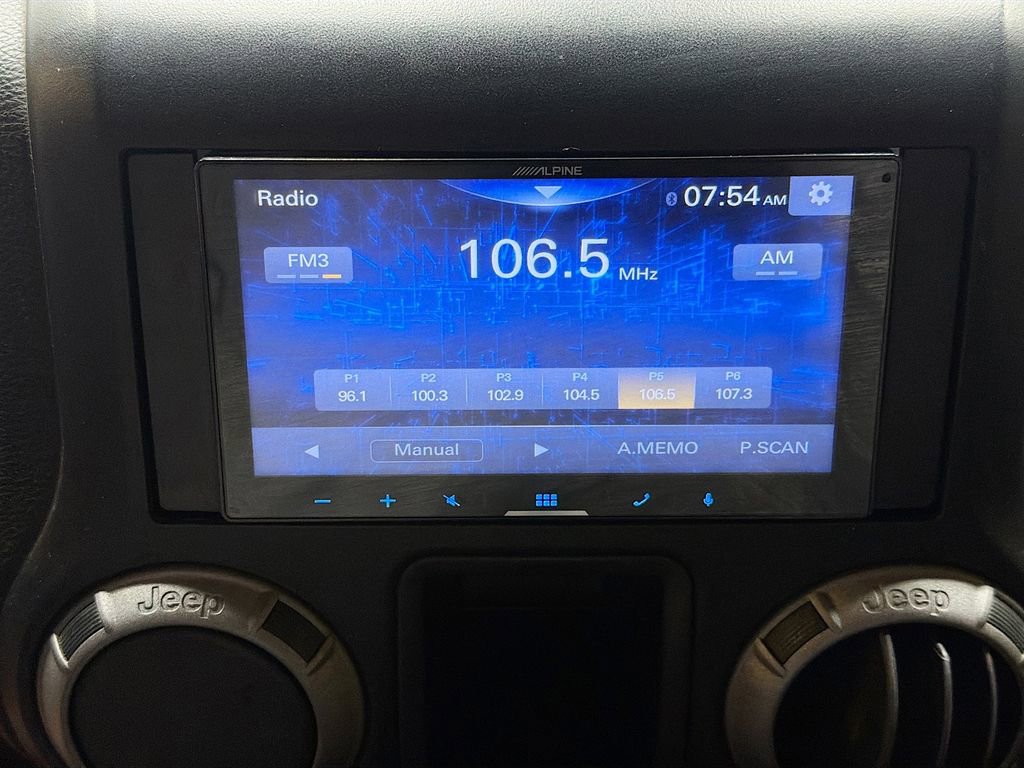 ALPINE
Radio
07:54 AM
FM3
106.5 MHz
AM
P1 P2 P3 P4 P5 P6
96.1 100.3 102.9 104.5 106.5 107.3
Manual A.MEMO P.SCAN
Jeep Jeep